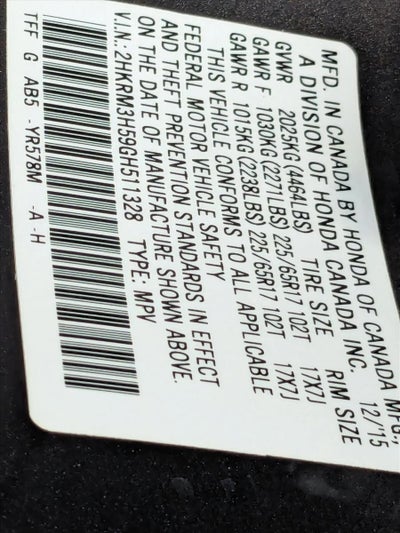 MFD. IN CANADA BY HONDA OF CANADA MFG.,
A DIVISION OF HONDA CANADA INC. 12/'15
GVWR 2025KG (4464LBS) TIRE SIZE RIM SIZE
GAWR F 1030KG (2271LBS) 225/65R17 102T 17X7J
GAWR R 1015KG (2238LBS) 225/65R17 102T 17X7J
THIS VEHICLE CONFORMS TO ALL APPLICABLE
FEDERAL MOTOR VEHICLE SAFETY
AND THEFT PREVENTION STANDARDS IN EFFECT
ON THE DATE OF MANUFACTURE SHOWN ABOVE.
V.I.N.: 2HKRM3H59GH511328 TYPE: MPV
TFF G AB5 -YR578M -A -H